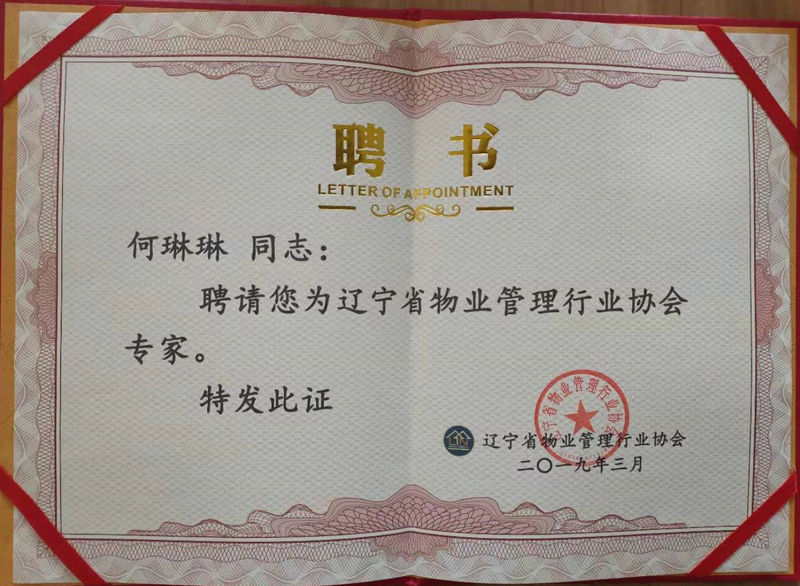 聘书
LETTER OF APPOINTMENT
何琳琳 同志：
聘请您为辽宁省物业管理行业协会
专家。
特发此证
辽宁省物业管理行业协会
辽宁省物业管理行业协会
二〇一九年三月